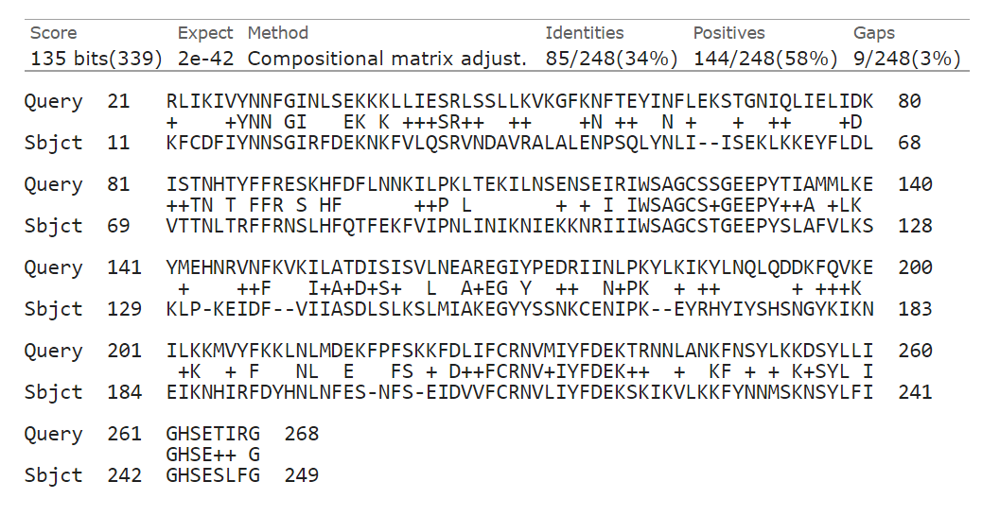 Score Expect Method Identities Positives Gaps
135 bits(339) 2e-42 Compositional matrix adjust. 85/248(34%) 144/248(58%) 9/248(3%)
Query  21   RLIKIVYNNFGINLSEKKKLLIESRLSSLLKVKGFKNFTEYINFLEKSTGNIQLIELIDK  80
            +    +YNN GI   EK K +++SR++  ++    +N ++  N +   +  ++    +D
Sbjct  11   KFCDFIYNNSGIRFDEKNKFVLQSRVNDAVRALALENPSQLYNLI--ISEKLKKEYFLDL  68
Query  81   ISTNHTYFFRESKHFDFLNNKILPKLTEKILNSENSEIRIWSAGCSSGEEPYTIAMMLKE  140
            ++TN T FFR S HF      ++P L       + + I IWSAGCS+GEEPY++A +LK
Sbjct  69   VTTNLTRFFRNSLHFQTFEKFVIPNLINIKNIEKKNRIIIWSAGCSTGEEPYSLAFVLKS  128
Query  141  YMEHNRVNFKVKILATDISISVLNEAREGIYPEDRIINLPKYLKIKYLNQLQDDKFQVKE  200
             +    ++F   I+A+D+S+  L  A+EG Y  ++  N+PK  + ++      + +++K
Sbjct  129  KLP-KEIDF--VIIASDLSLKSLMIAKEGYYSSNKCENIPK--EYRHYIYSHSNGYKIKN  183
Query  201  ILKKMVYFKKLNLMDEKFPFSKKFDLIFCRNVMIYFDEKTRNNLANKFNSYLKKDSYLLI  260
             +K  + F   NL  E   FS + D++FCRNV+IYFDEK++  +  KF + + K+SYL I
Sbjct  184  EIKNHIRFDYHNLNFES-NFS-EIDVVFCRNVLIYFDEKSKIKVLKKFYNNMSKNSYLFI  241
Query  261  GHSETIRG  268
            GHSE++ G
Sbjct  242  GHSESLFG  249